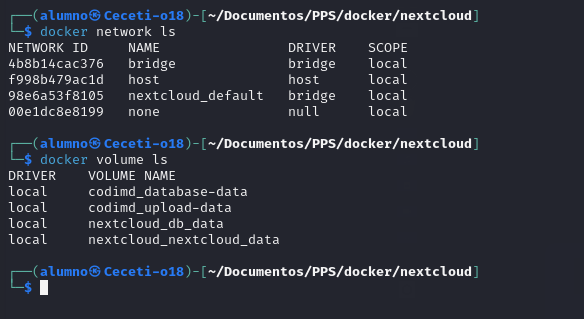 ┌──(alumno㉿Ceceti-o18)-[~/Documentos/PPS/docker/nextcloud]
└─$ docker network ls
NETWORK ID     NAME                DRIVER    SCOPE
4b8b14cac376   bridge              bridge    local
f998b479ac1d   host                host      local
98e6a53f8105   nextcloud_default   bridge    local
00e1dc8e8199   none                null      local
┌──(alumno㉿Ceceti-o18)-[~/Documentos/PPS/docker/nextcloud]
└─$ docker volume ls
DRIVER    VOLUME NAME
local     codimd_database-data
local     codimd_upload-data
local     nextcloud_db_data
local     nextcloud_nextcloud_data
┌──(alumno㉿Ceceti-o18)-[~/Documentos/PPS/docker/nextcloud]
└─$